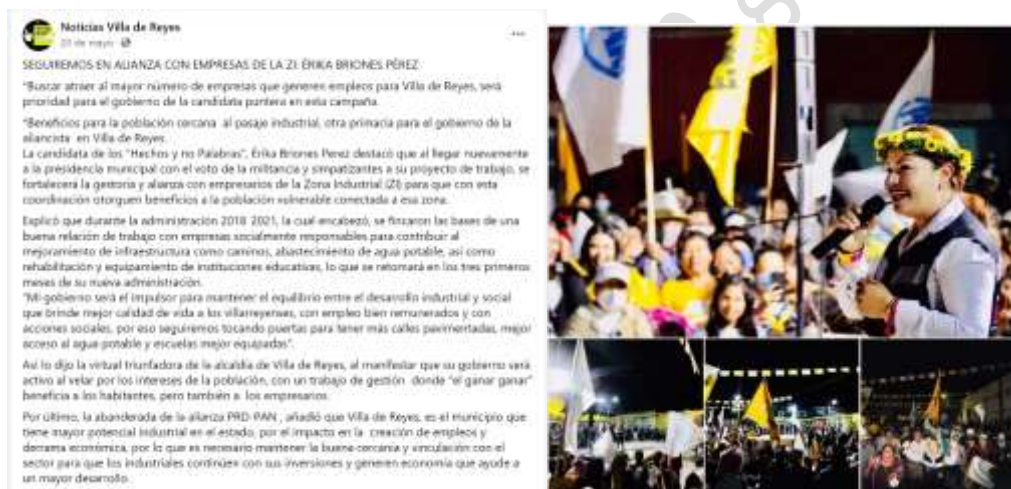 Noticias Villa de Reyes
de mayo
SEGUIREMOS EN ALIANZA CON EMPRESAS DE LA ZI: ÉRIKA BRIONES PÉREZ
"Buscar atraer al mayor número de empresas que generen empleos para Villa de Reyes, será
prioridad para el gobierno de la candidata puntera en esta campaña.
"Beneficios para la población cercana al pasaje industrial, otra primacía para el gobierno de la
aliancista en Villa de Reyes.
La candidata de los "Hechos y no Palabras", Érika Briones Pérez destacó que al llegar nuevamente
a la presidencia municipal con el voto de la militancia y simpatizantes a su proyecto de trabajo, se
fortalecerá la gestoría y alianza con empresarios de la Zona Industrial (ZI) para que con esta
coordinación otorguen beneficios a la población vulnerable conectada a esa zona.
Explicó que durante la administración 2018 2021, la cual encabezó, se fincaron las bases de una
buena relación de trabajo con empresas socialmente responsables para contribuir al
mejoramiento de infraestructura como caminos, abastecimiento de agua potable, así como
rehabilitación y equipamiento de instituciones educativas, lo que se retomará en los tres primeros
meses de su nueva administración.
"Mi gobierno será el impulsor para mantener el equilibrio entre el desarrollo industrial y social
que brinde mejor calidad de vida a los villarreyenses, con empleo bien remunerados y con
acciones sociales, por eso seguiremos tocando puertas para tener más calles pavimentadas, mejor
acceso al agua potable y escuelas mejor equipadas".
Así lo dijo la virtual triunfadora de la alcaldía de Villa de Reyes, al manifestar que su gobierno será
activo al velar por los intereses de la población, con un trabajo de gestión donde "el ganar ganar"
beneficia a los habitantes, pero también a los empresarios.
Por último, la abanderada de la alianza PRD-PAN, añadió que Villa de Reyes, es el municipio que
tiene mayor potencial industrial en el estado, por el impacto en la creación de empleos y
derrama económica, por lo que es necesario mantener la buena cercanía y vinculación con el
sector para que los industriales continúen con sus inversiones y generen economía que ayude a
un mayor desarrollo.